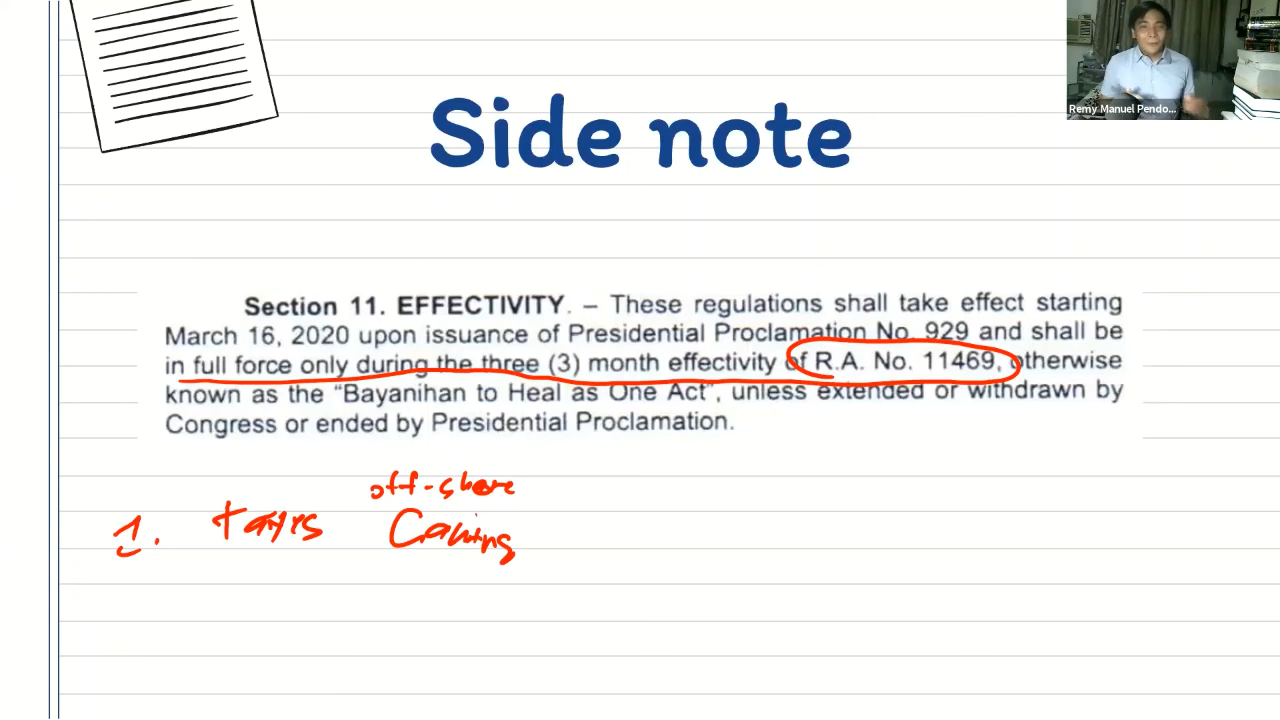 Remy Manuel Pendo...
Side note
Section 11. EFFECTIVITY. – These regulations shall take effect starting
March 16, 2020 upon issuance of Presidential Proclamation No. 929 and shall be
in full force only during the three (3) month effectivity of R.A. No. 11469, otherwise
known as the “Bayanihan to Heal as One Act”, unless extended or withdrawn by
Congress or ended by Presidential Proclamation.
off-shore
1.